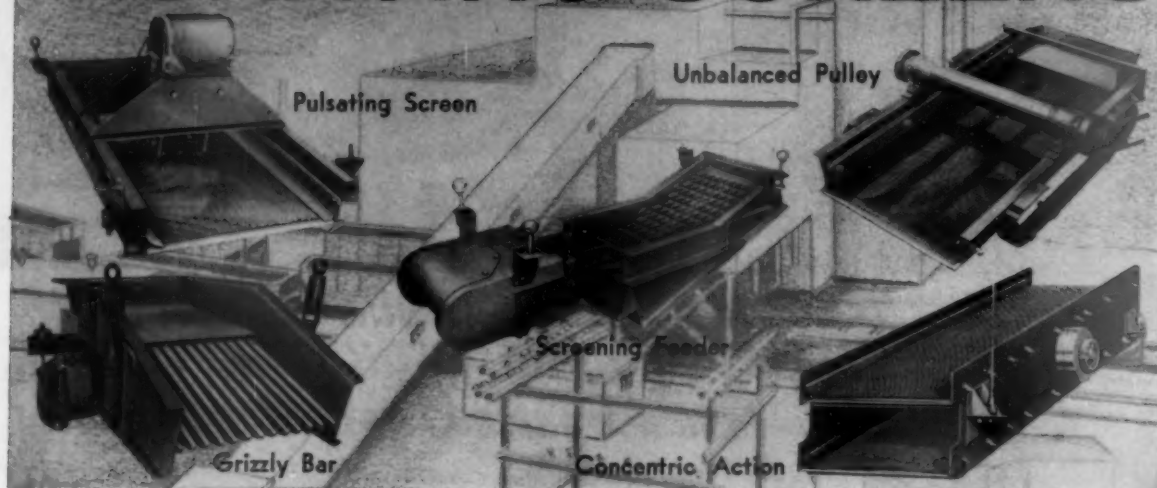 Pulsating Screen
Unbalanced Pulley
Screening Feeder
Grizzly Bar
Concentric Action